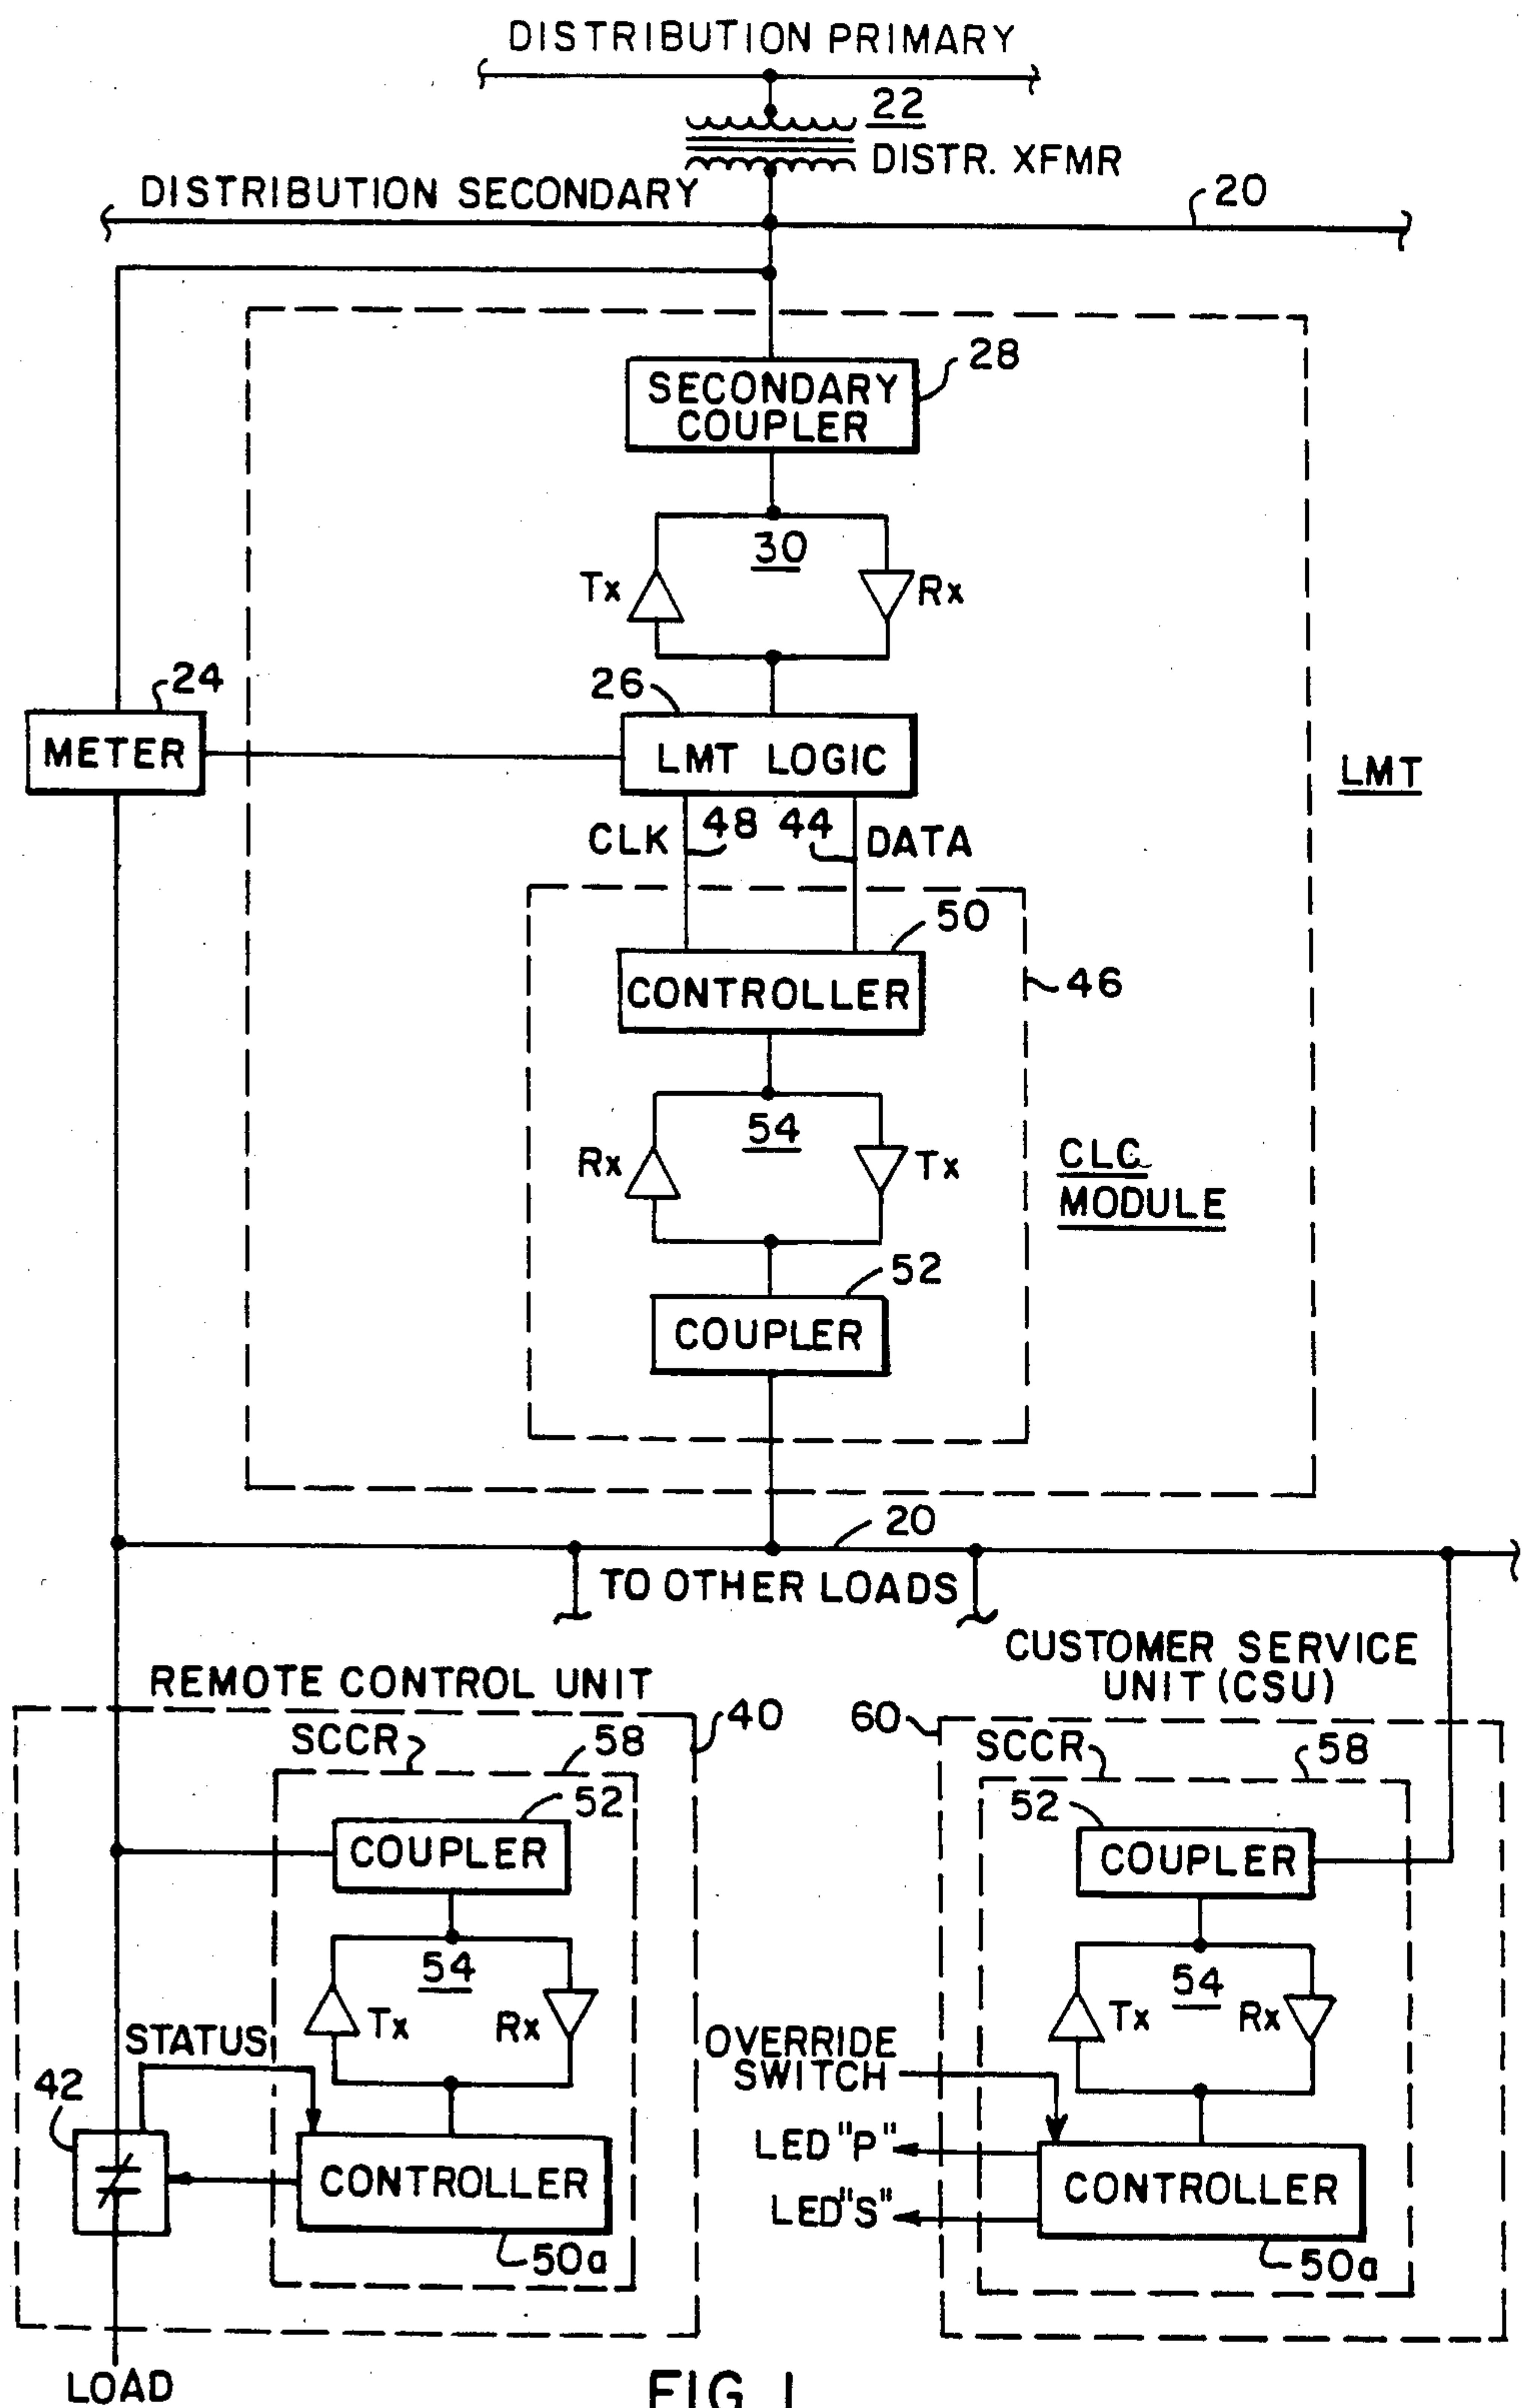 DISTRIBUTION PRIMARY
22
DISTR. XFMR
DISTRIBUTION SECONDARY
20
28
SECONDARY
COUPLER
30
Tx
Rx
24
26
METER
LMT LOGIC
LMT
CLK
48
44
DATA
50
CONTROLLER
46
54
Rx
Tx
CLC
MODULE
52
COUPLER
20
TO OTHER LOADS
CUSTOMER SERVICE
UNIT (CSU)
REMOTE CONTROL UNIT
40
60
SCCR
58
SCCR
58
52
COUPLER
52
COUPLER
54
Tx
Rx
54
Tx
Rx
STATUS
OVERRIDE
SWITCH
42
LED "P"
LED "S"
CONTROLLER
CONTROLLER
50a
50a
LOAD
FIG. 1